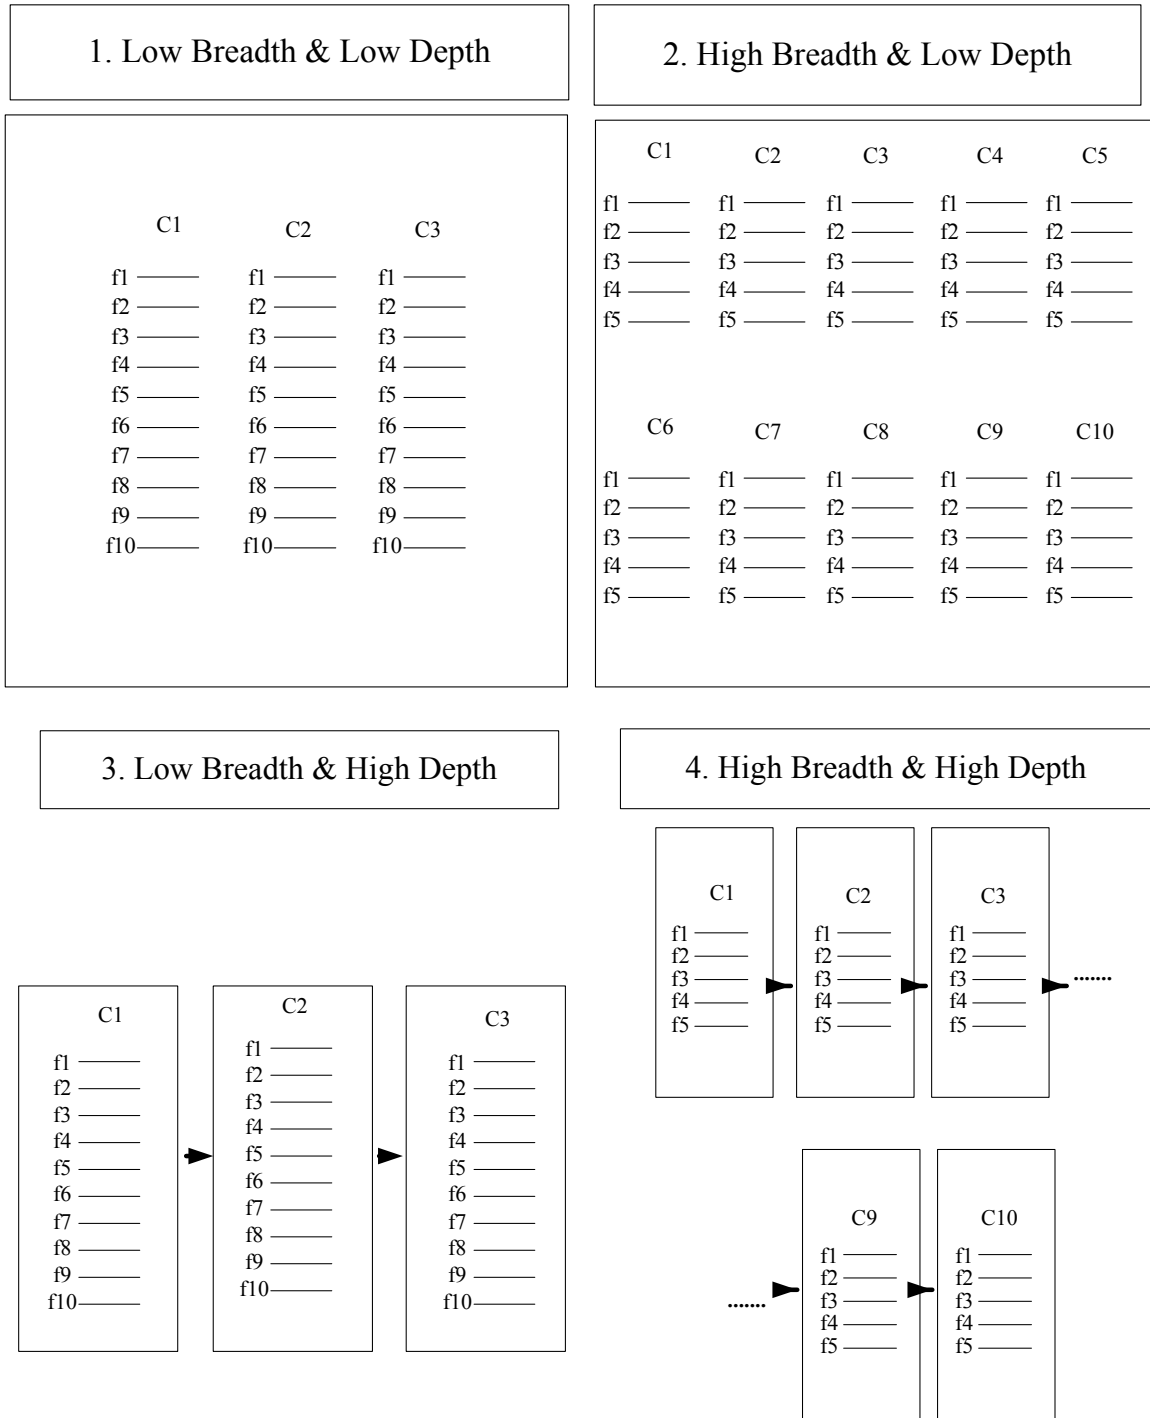 1. Low Breadth & Low Depth
C1 C2 C3
f1 f1 f1
f2 f2 f2
f3 f3 f3
f4 f4 f4
f5 f5 f5
f6 f6 f6
f7 f7 f7
f8 f8 f8
f9 f9 f9
f10 f10 f10
2. High Breadth & Low Depth
C1 C2 C3 C4 C5
f1 f1 f1 f1 f1
f2 f2 f2 f2 f2
f3 f3 f3 f3 f3
f4 f4 f4 f4 f4
f5 f5 f5 f5 f5
C6 C7 C8 C9 C10
f1 f1 f1 f1 f1
f2 f2 f2 f2 f2
f3 f3 f3 f3 f3
f4 f4 f4 f4 f4
f5 f5 f5 f5 f5
3. Low Breadth & High Depth
C1 C2 C3
f1 f1 f1
f2 f2 f2
f3 f3 f3
f4 f4 f4
f5 f5 f5
f6 f6 f6
f7 f7 f7
f8 f8 f8
f9 f9 f9
f10 f10 f10
4. High Breadth & High Depth
C1 C2 C3
f1 f1 f1
f2 f2 f2
f3 f3 f3
f4 f4 f4
f5 f5 f5
.......
C9 C10
f1 f1
f2 f2
f3 f3
f4 f4
f5 f5
.......